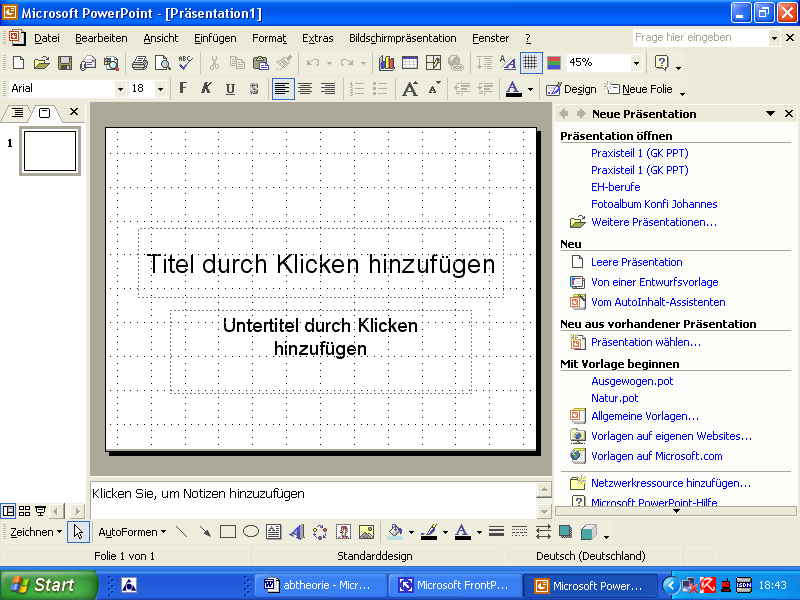 Microsoft PowerPoint - [Präsentation1]
Datei Bearbeiten Ansicht Einfügen Format Extras Bildschirmpräsentation Fenster ? Frage hier eingeben
45%
Arial 18 F K U S Design Neue Folie
1
Titel durch Klicken hinzufügen
Untertitel durch Klicken
hinzufügen
Klicken Sie, um Notizen hinzuzufügen
Neue Präsentation
Präsentation öffnen
Praxisteil 1 (GK PPT)
Praxisteil 1 (GK PPT)
EH-berufe
Fotoalbum Konfi Johannes
Weitere Präsentationen...
Neu
Leere Präsentation
Von einer Entwurfsvorlage
Vom AutoInhalt-Assistenten
Neu aus vorhandener Präsentation
Präsentation wählen...
Mit Vorlage beginnen
Ausgewogen.pot
Natur.pot
Allgemeine Vorlagen...
Vorlagen auf eigenen Websites...
Vorlagen auf Microsoft.com
Netzwerkressource hinzufügen...
Microsoft PowerPoint-Hilfe
Zeichnen AutoFormen
Folie 1 von 1 Standarddesign Deutsch (Deutschland)
Start abtheorie - Micr... Microsoft FrontP... Microsoft Power... ISDN 18:43